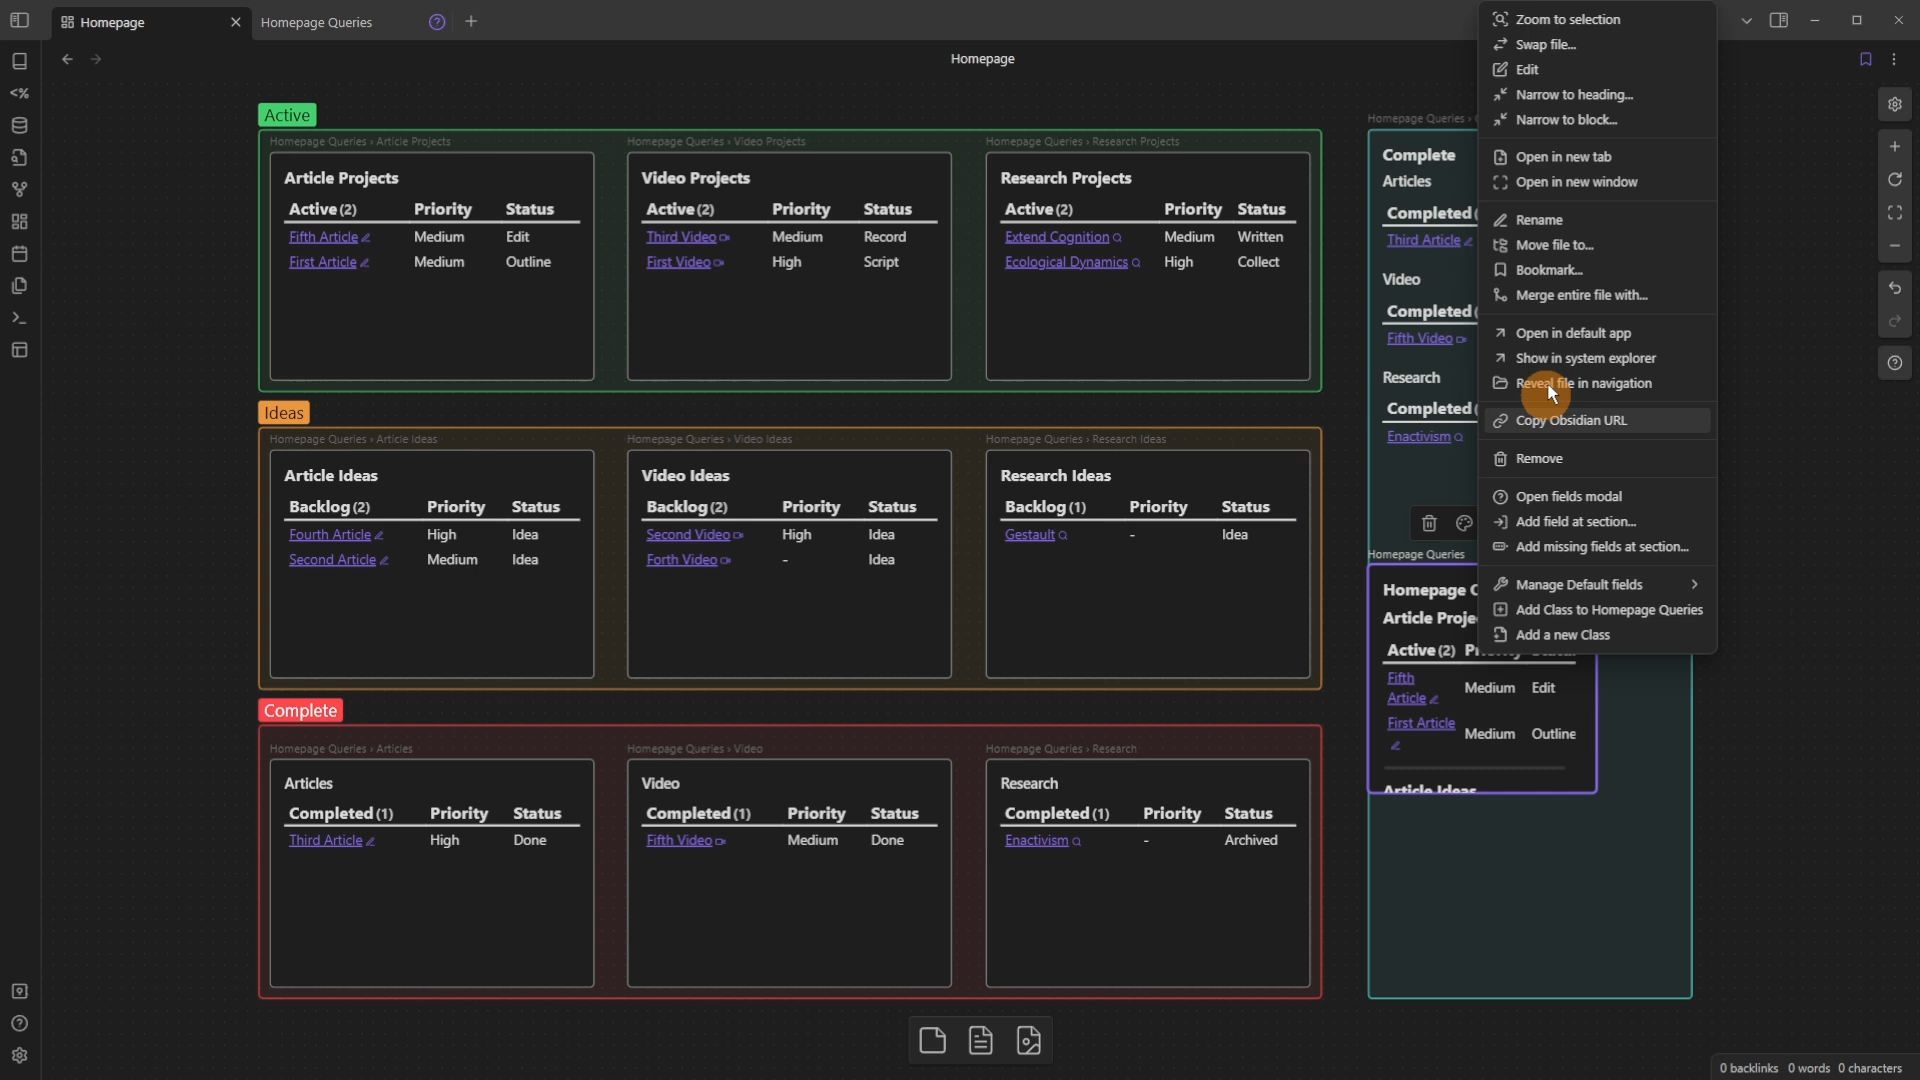 Homepage
Homepage Queries
Homepage
Active
Homepage Queries › Article Projects
Article Projects
Active (2) Priority Status
Fifth Article Medium Edit
First Article Medium Outline
Homepage Queries › Video Projects
Video Projects
Active (2) Priority Status
Third Video Medium Record
First Video High Script
Homepage Queries › Research Projects
Research Projects
Active (2) Priority Status
Extend Cognition Medium Written
Ecological Dynamics High Collect
Ideas
Homepage Queries › Article Ideas
Article Ideas
Backlog (2) Priority Status
Fourth Article High Idea
Second Article Medium Idea
Homepage Queries › Video Ideas
Video Ideas
Backlog (2) Priority Status
Second Video High Idea
Forth Video - Idea
Homepage Queries › Research Ideas
Research Ideas
Backlog (1) Priority Status
Gestault - Idea
Complete
Homepage Queries › Articles
Articles
Completed (1) Priority Status
Third Article High Done
Homepage Queries › Video
Video
Completed (1) Priority Status
Fifth Video Medium Done
Homepage Queries › Research
Research
Completed (1) Priority Status
Enactivism - Archived
Homepage Queries ›
Complete
Articles
Completed
Third Article
Video
Completed
Fifth Video
Research
Completed
Enactivism
Homepage Queries
Homepage
Article
Active (2)
Fifth
Article Medium Edit
First Article Medium Outline
Article Ideas
Zoom to selection
Swap file...
Edit
Narrow to heading...
Narrow to block...
Open in new tab
Open in new window
Rename
Move file to...
Bookmark...
Merge entire file with...
Open in default app
Show in system explorer
Reveal file in navigation
Copy Obsidian URL
Remove
Open fields modal
Add field at section...
Add missing fields at section...
Manage Default fields
Add Class to Homepage Queries
Add a new Class
0 backlinks 0 words 0 characters